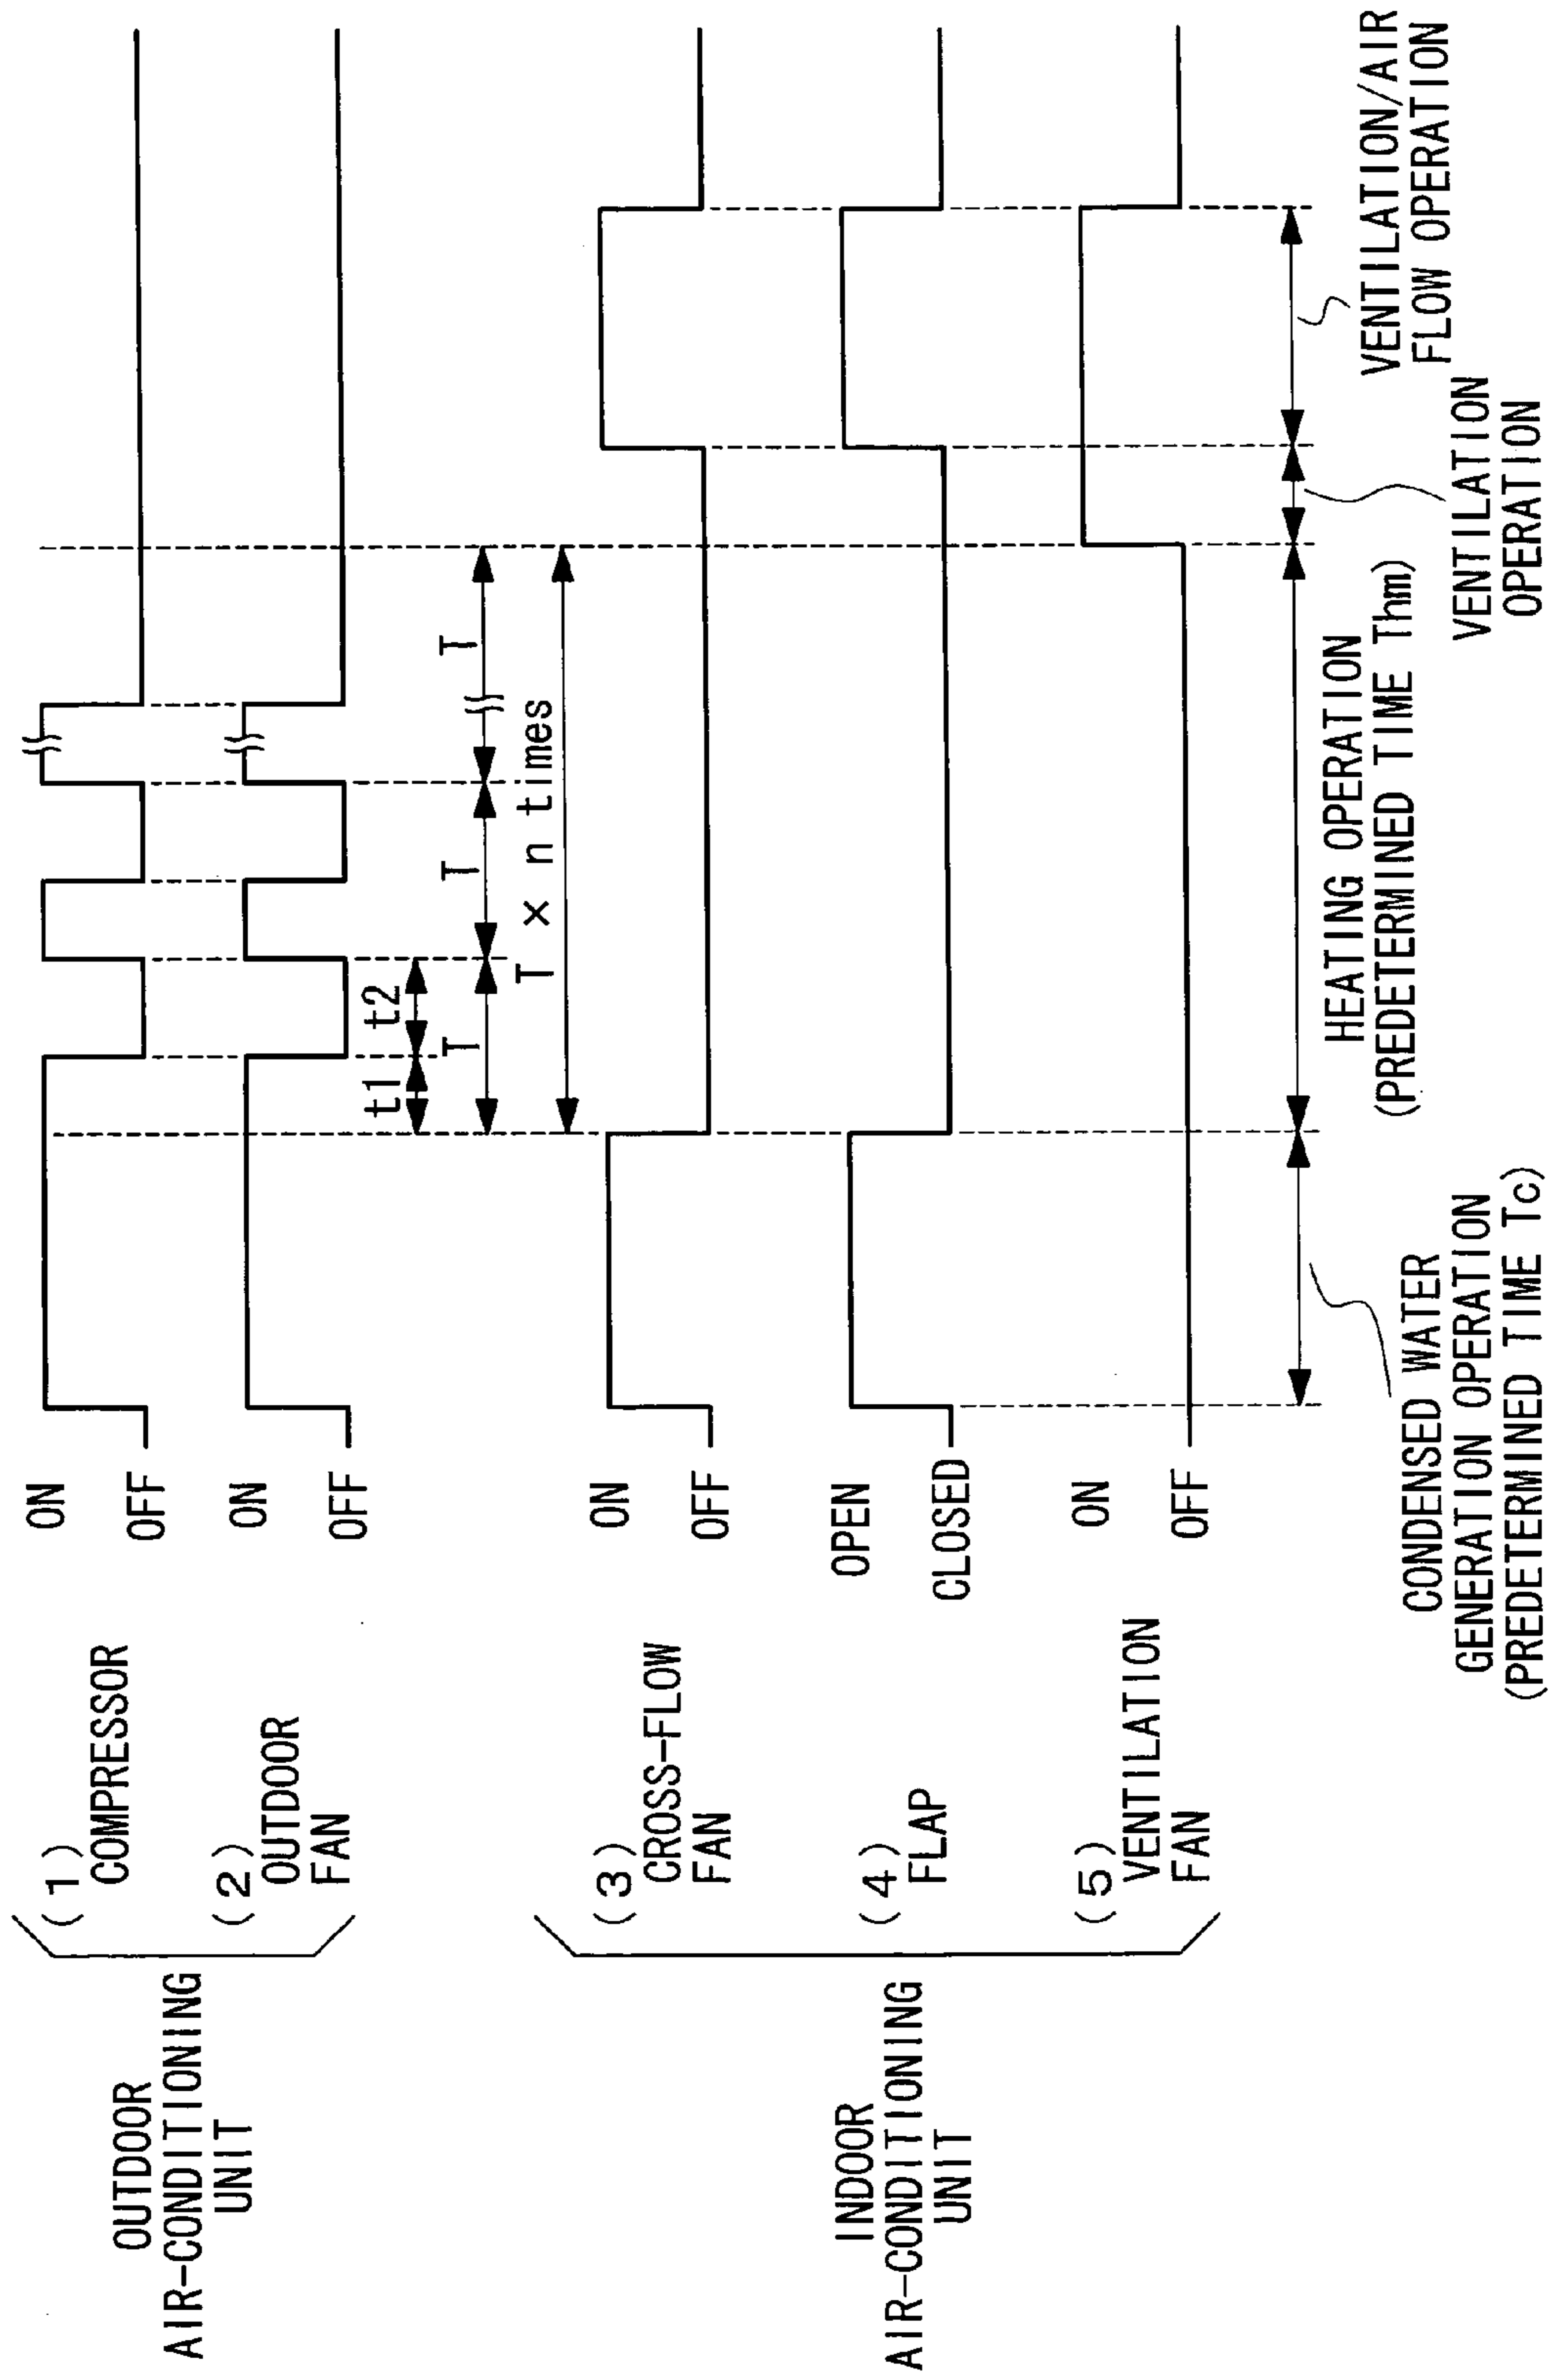 OUTDOOR
AIR-CONDITIONING
UNIT
(1)
COMPRESSOR
ON
OFF
(2)
OUTDOOR
FAN
ON
OFF
t1
t2
T
T
T
T × n times
INDOOR
AIR-CONDITIONING
UNIT
(3)
CROSS-FLOW
FAN
ON
OFF
(4)
FLAP
OPEN
CLOSED
(5)
VENTILATION
FAN
ON
OFF
CONDENSED WATER
GENERATION OPERATION
(PREDETERMINED TIME Tc)
HEATING OPERATION
(PREDETERMINED TIME Thm)
VENTILATION
OPERATION
VENTILATION/AIR
FLOW OPERATION